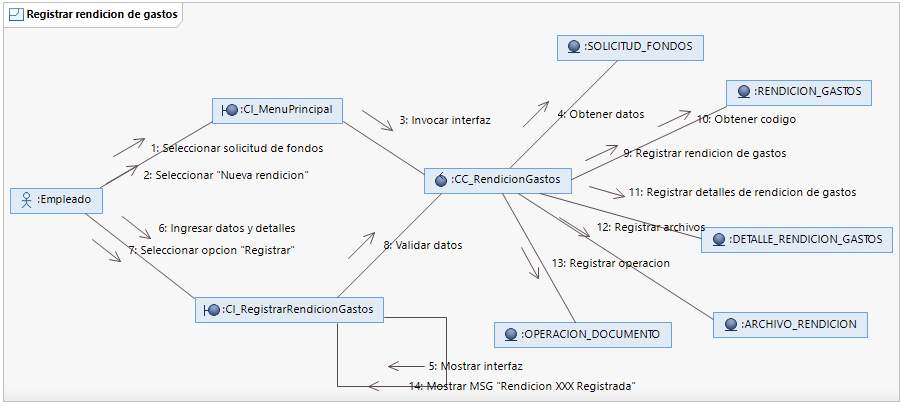 Registrar rendicion de gastos
:SOLICITUD_FONDOS
:RENDICION_GASTOS
:CI_MenuPrincipal
3: Invocar interfaz
4: Obtener datos
10: Obtener codigo
1: Seleccionar solicitud de fondos
9: Registrar rendicion de gastos
2: Seleccionar "Nueva rendicion"
:CC_RendicionGastos
11: Registrar detalles de rendicion de gastos
:Empleado
6: Ingresar datos y detalles
12: Registrar archivos
7: Seleccionar opcion "Registrar"
8: Validar datos
:DETALLE_RENDICION_GASTOS
13: Registrar operacion
:CI_RegistrarRendicionGastos
:OPERACION_DOCUMENTO
:ARCHIVO_RENDICION
5: Mostrar interfaz
14: Mostrar MSG "Rendicion XXX Registrada"